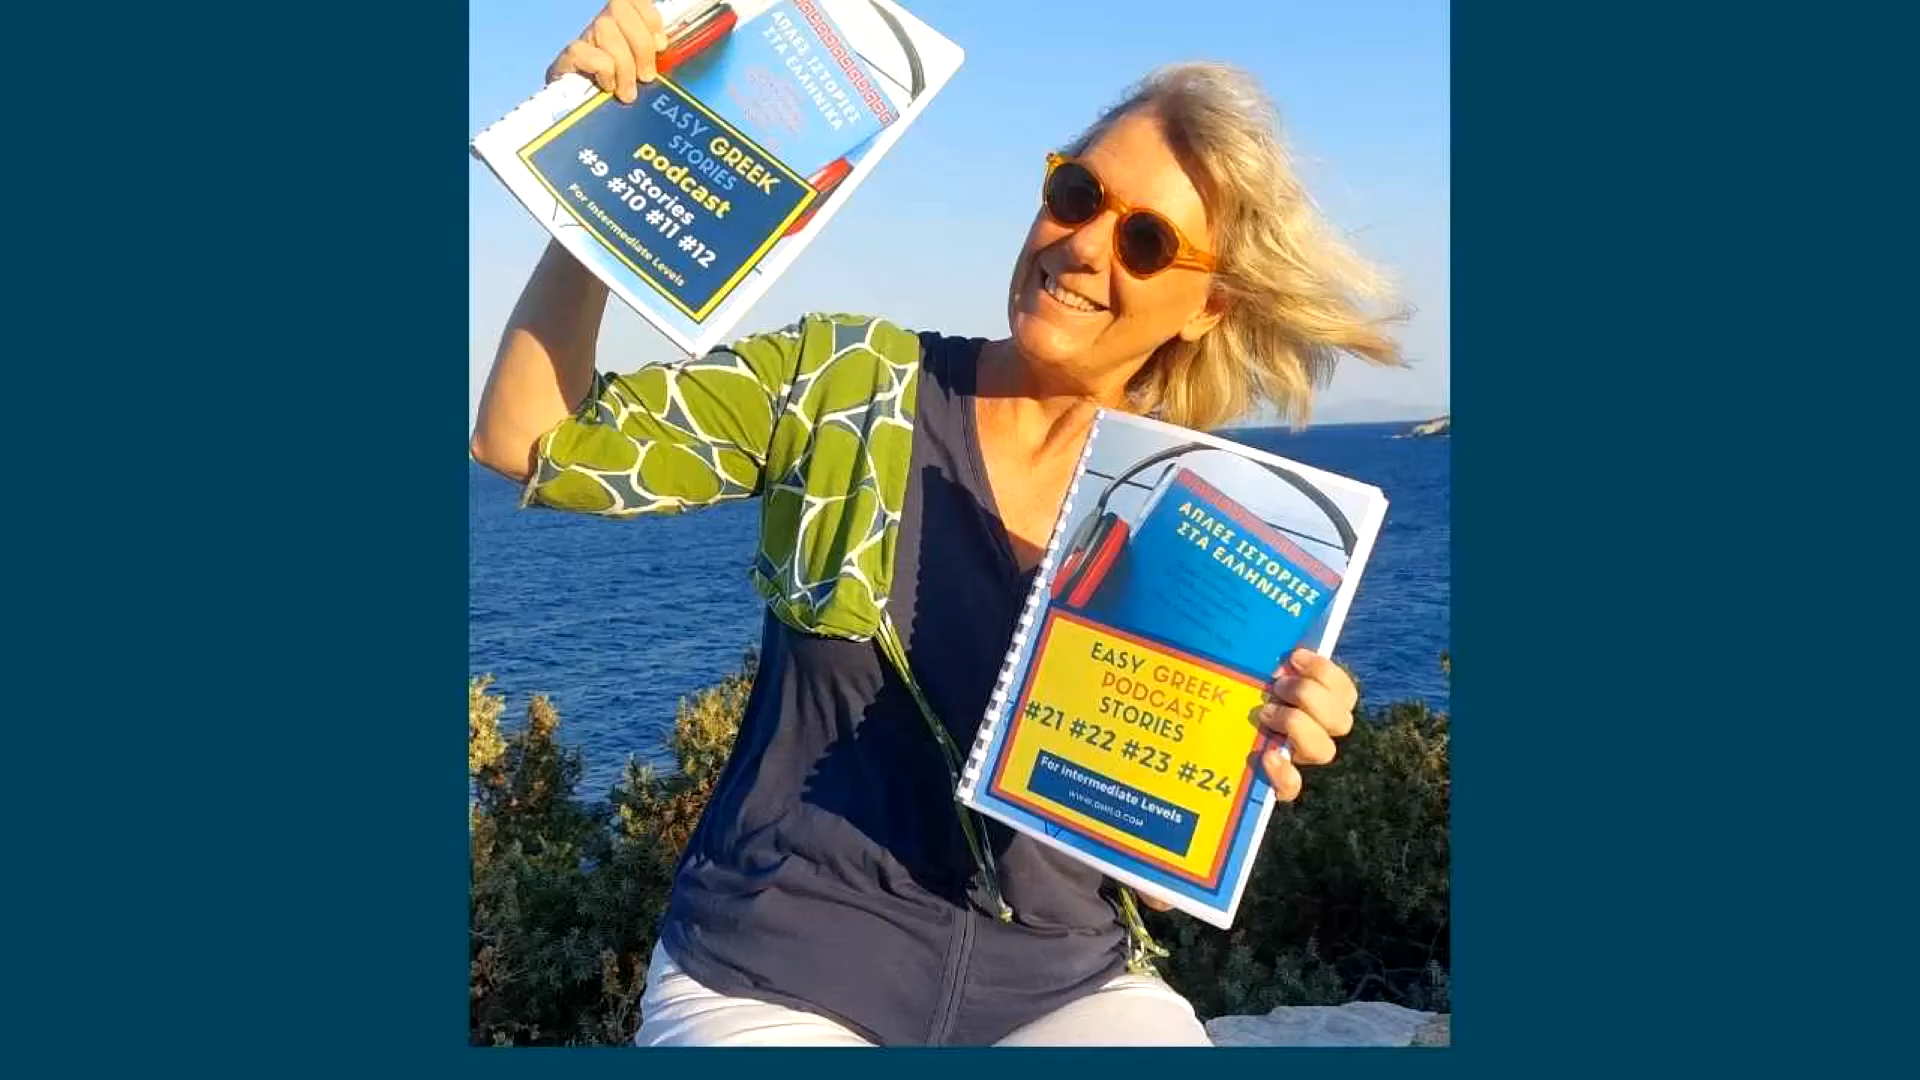 ΑΠΛΕΣ ΙΣΤΟΡΙΕΣ
ΣΤΑ ΕΛΛΗΝΙΚΑ
EASY GREEK
STORIES
podcast
Stories
#9 #10 #11 #12
For Intermediate Levels
ΑΠΛΕΣ ΙΣΤΟΡΙΕΣ
ΣΤΑ ΕΛΛΗΝΙΚΑ
EASY GREEK
PODCAST
STORIES
#21 #22 #23 #24
For Intermediate Levels